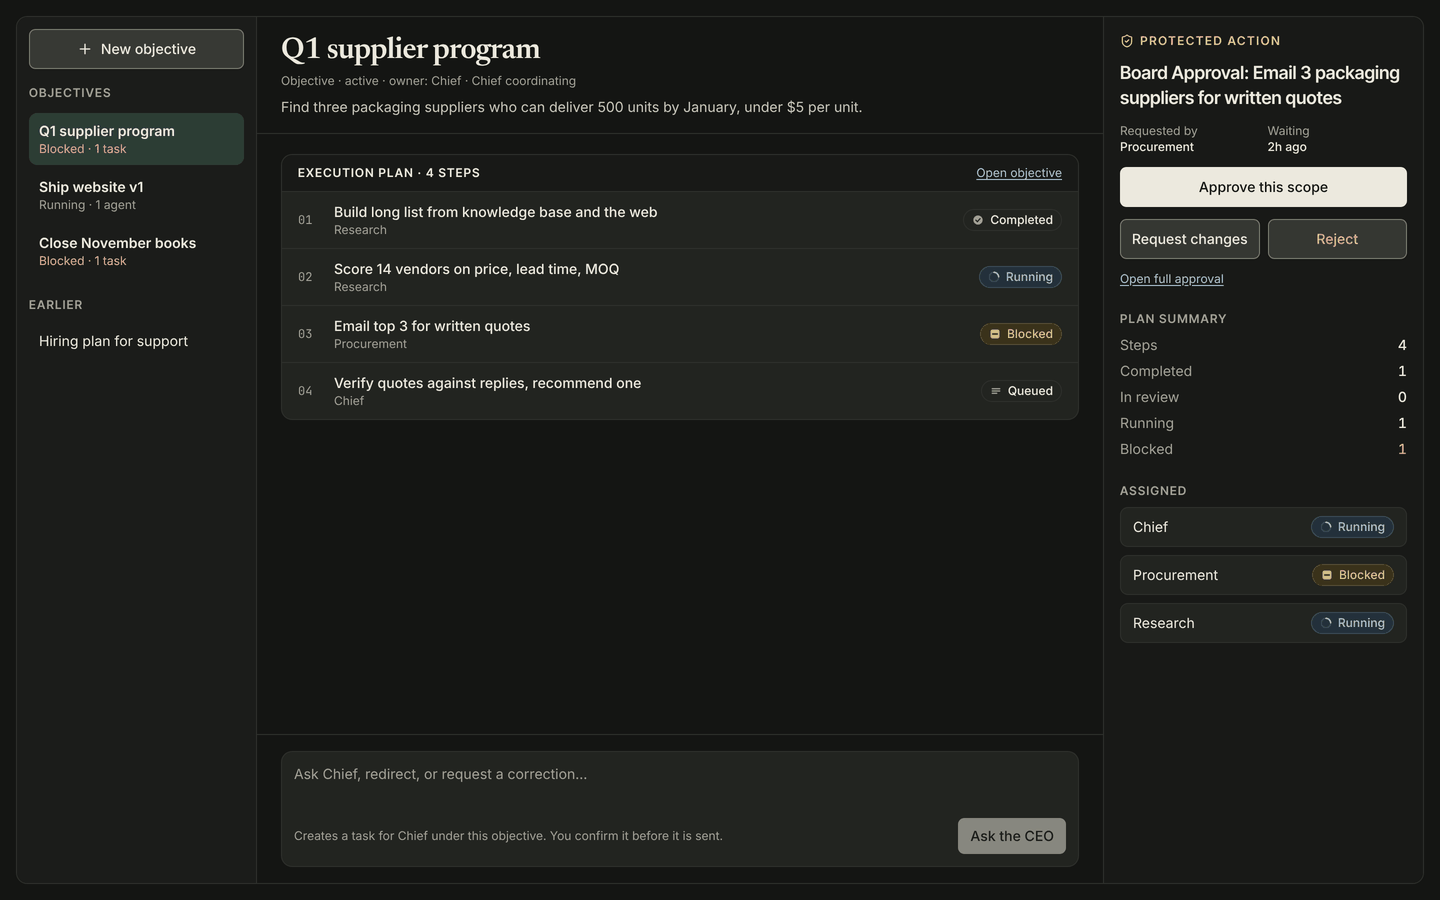 New objective
OBJECTIVES
Q1 supplier program
Blocked · 1 task
Ship website v1
Running · 1 agent
Close November books
Blocked · 1 task
EARLIER
Hiring plan for support
Q1 supplier program
Objective · active · owner: Chief · Chief coordinating
Find three packaging suppliers who can deliver 500 units by January, under $5 per unit.
EXECUTION PLAN · 4 STEPS
Open objective
01
Build long list from knowledge base and the web
Research
Completed
02
Score 14 vendors on price, lead time, MOQ
Research
Running
03
Email top 3 for written quotes
Procurement
Blocked
04
Verify quotes against replies, recommend one
Chief
Queued
Ask Chief, redirect, or request a correction...
Creates a task for Chief under this objective. You confirm it before it is sent.
Ask the CEO
PROTECTED ACTION
Board Approval: Email 3 packaging
suppliers for written quotes
Requested by
Procurement
Waiting
2h ago
Approve this scope
Request changes
Reject
Open full approval
PLAN SUMMARY
Steps 4
Completed 1
In review 0
Running 1
Blocked 1
ASSIGNED
Chief Running
Procurement Blocked
Research Running